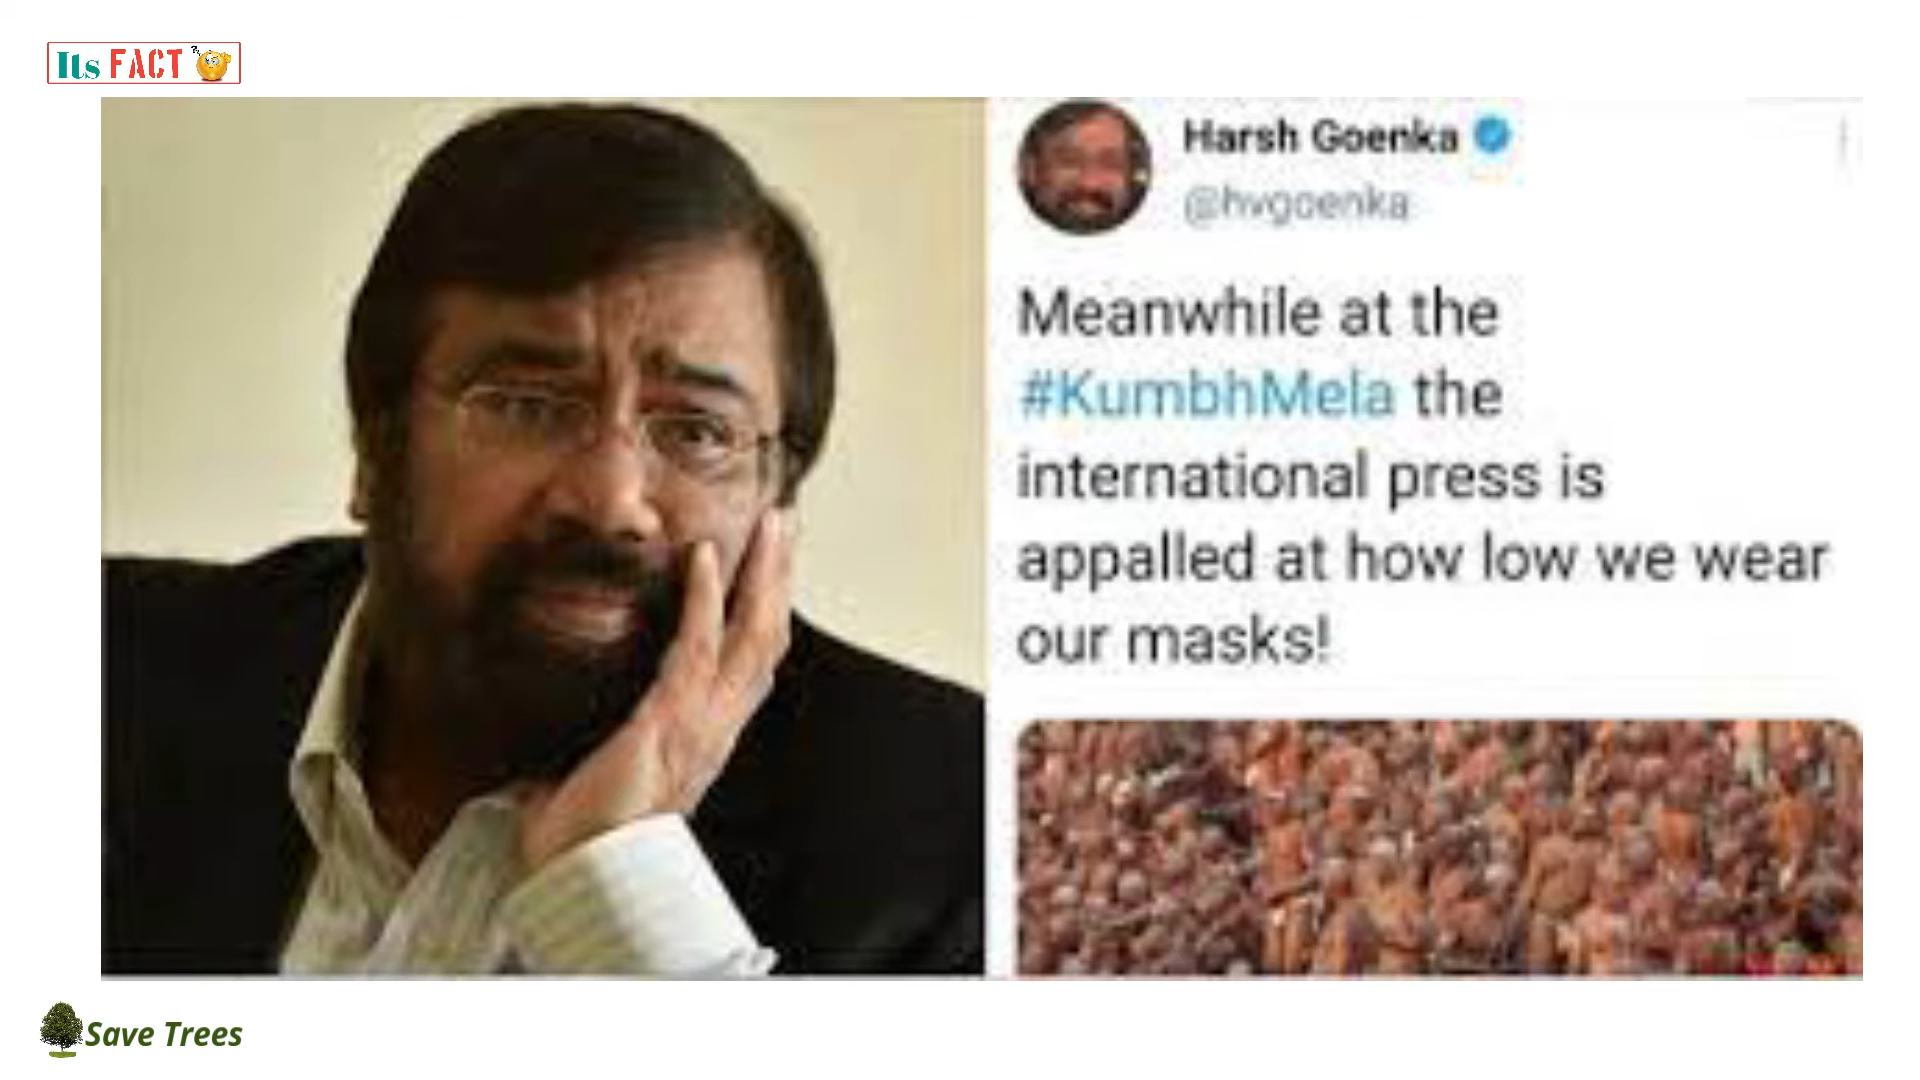 Its FACT
Harsh Goenka
@hvgoenka
Meanwhile at the
#KumbhMela the
international press is
appalled at how low we wear
our masks!
Save Trees